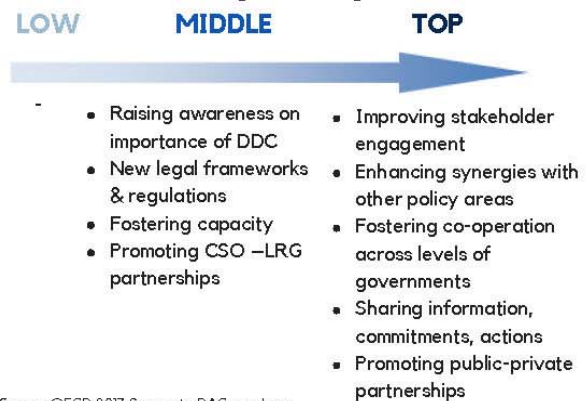 LOW MIDDLE TOP
-
• Raising awareness on
importance of DDC
• New legal frameworks
& regulations
• Fostering capacity
• Promoting CSO –LRG
partnerships
• Improving stakeholder
engagement
• Enhancing synergies with
other policy areas
• Fostering co-operation
across levels of
governments
• Sharing information,
commitments, actions
• Promoting public-private
partnerships
OECD 2017